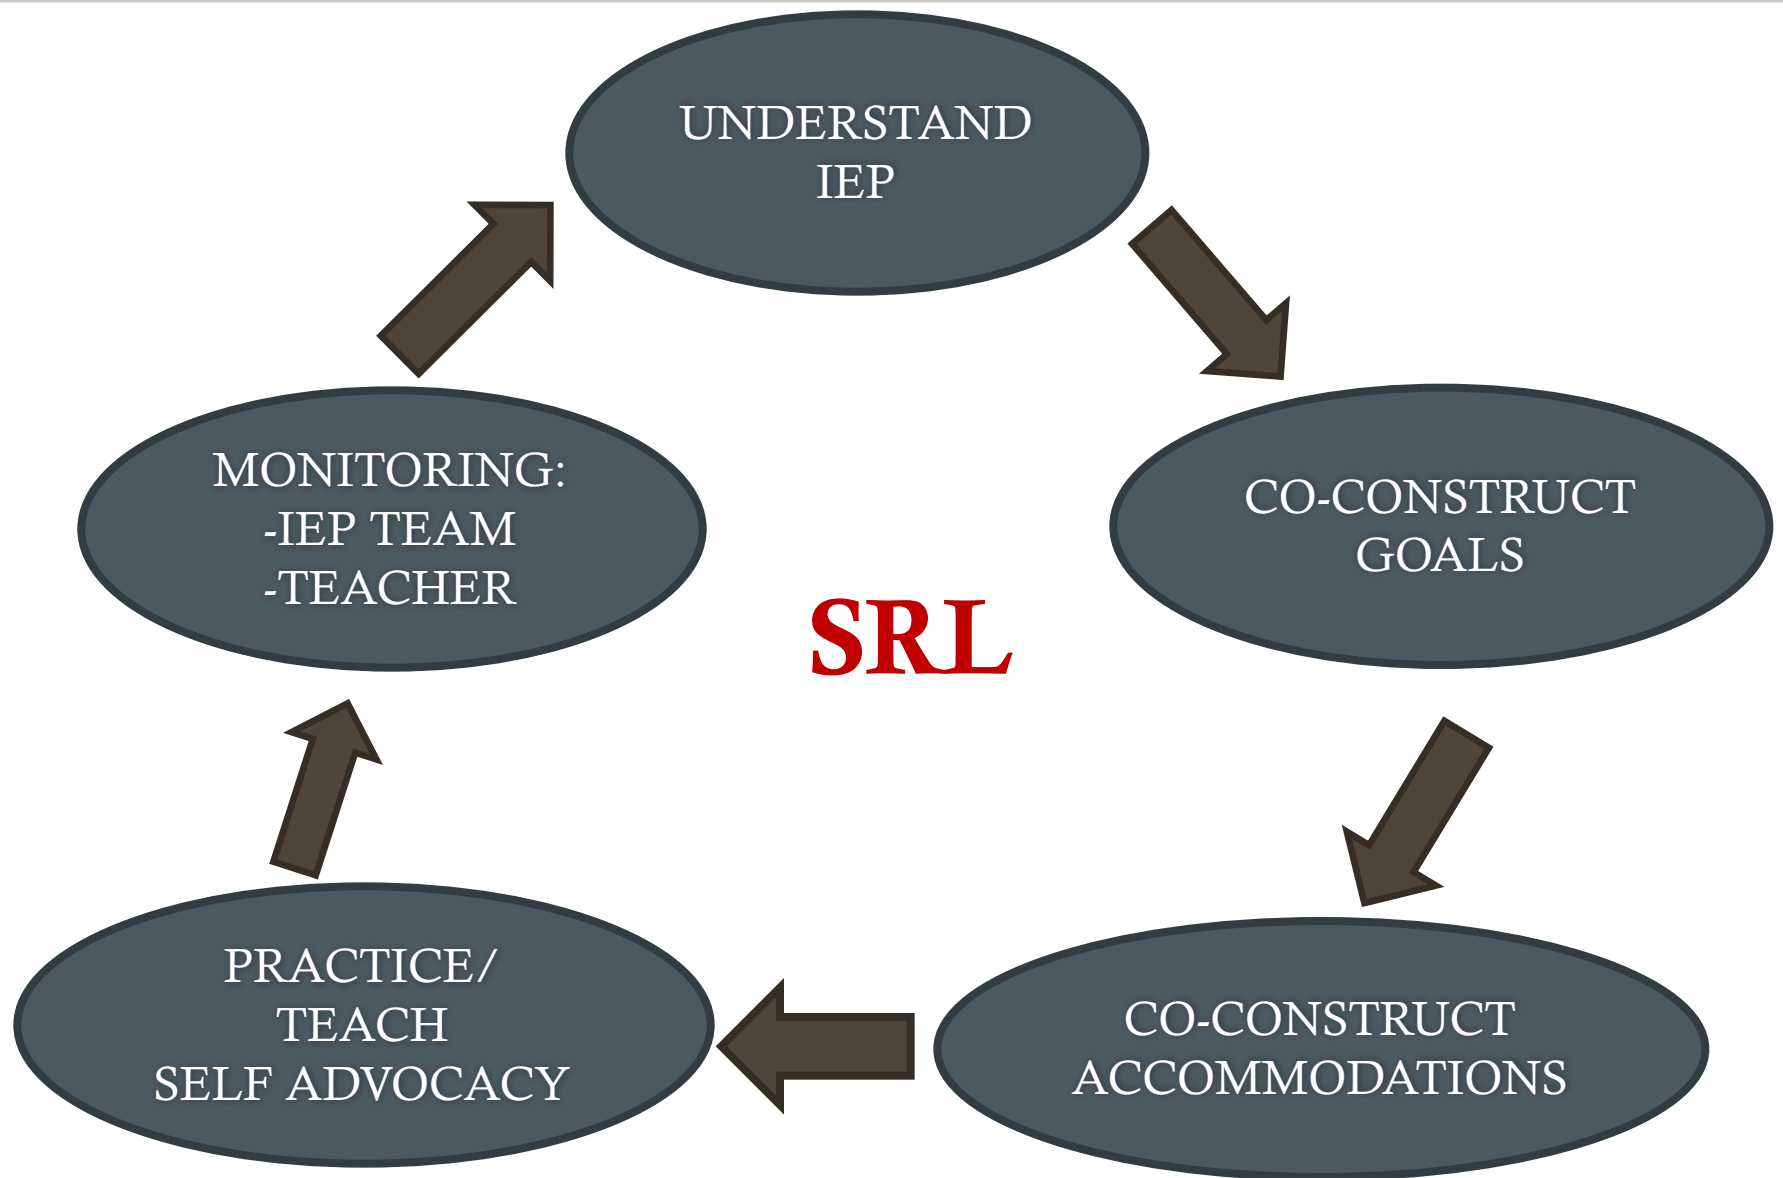 UNDERSTAND
IEP
CO-CONSTRUCT
GOALS
CO-CONSTRUCT
ACCOMMODATIONS
PRACTICE/
TEACH
SELF ADVOCACY
MONITORING:
-IEP TEAM
-TEACHER
SRL